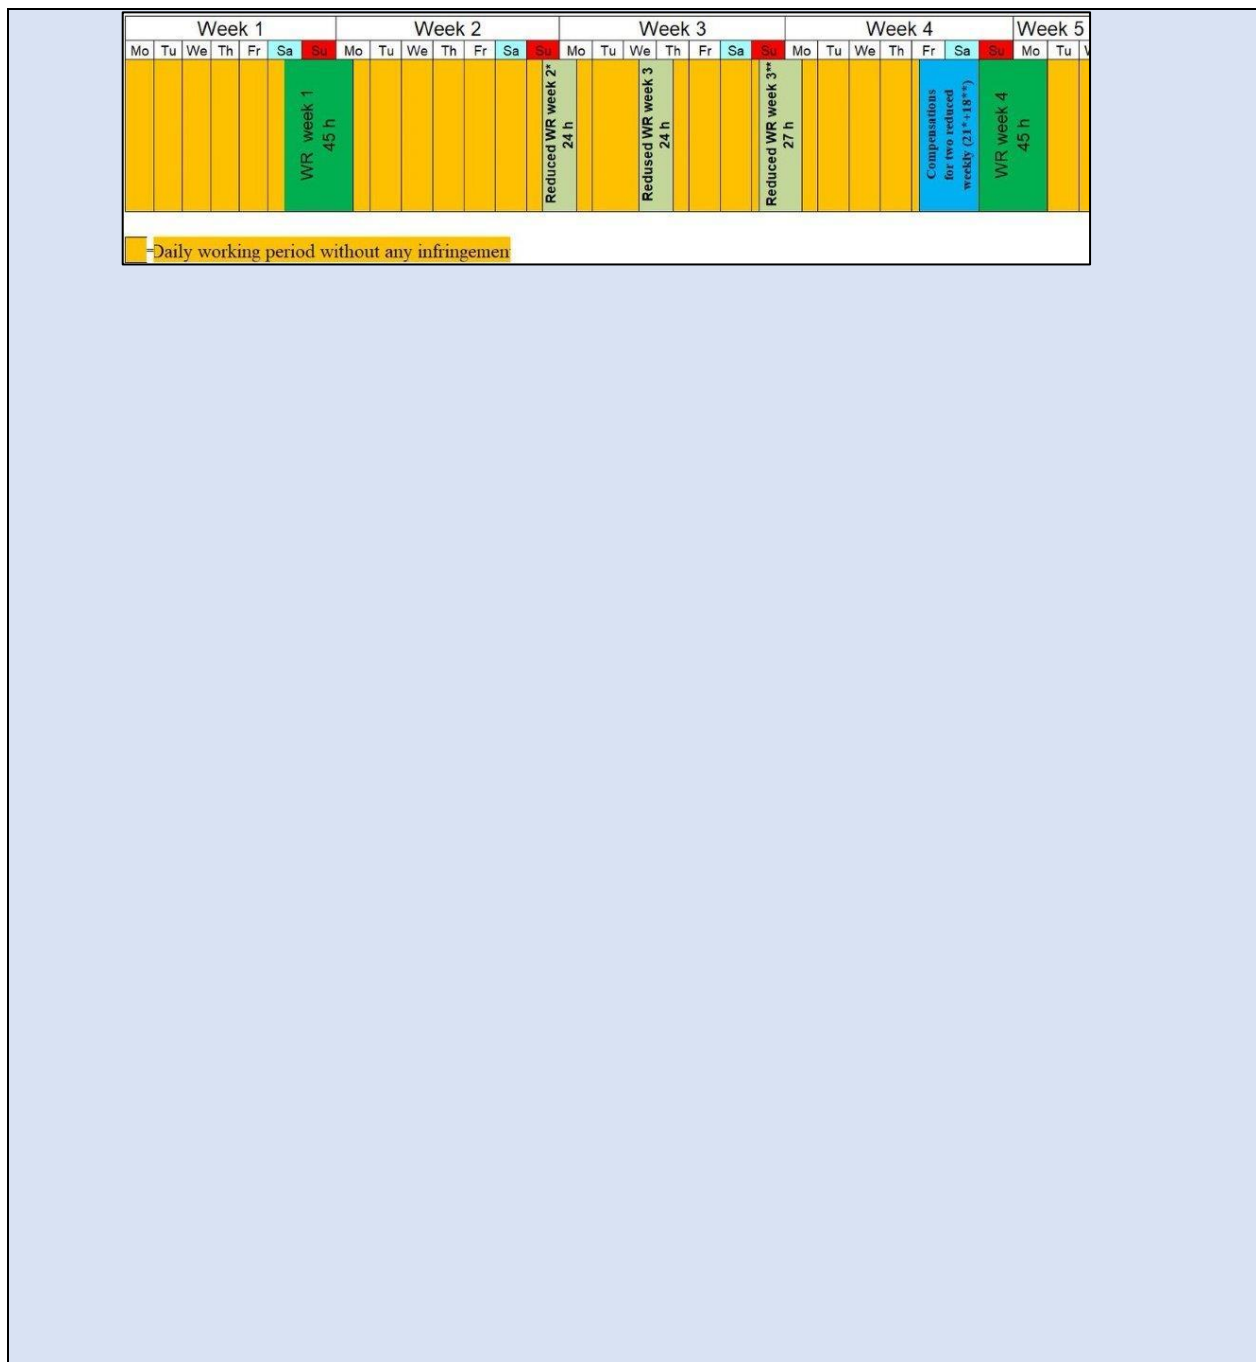 Week 1 Week 2 Week 3 Week 4 Week 5
Mo Tu We Th Fr Sa Su Mo Tu We Th Fr Sa Su Mo Tu We Th Fr Sa Su Mo Tu We Th Fr Sa Su Mo Tu
WR week 1
45 h
Reduced WR week 2*
24 h
Redused WR week 3
24 h
Reduced WR week 3**
27 h
Compensations
for two reduced
weekly (21*+18**)
WR week 4
45 h
=Daily working period without any infringemen